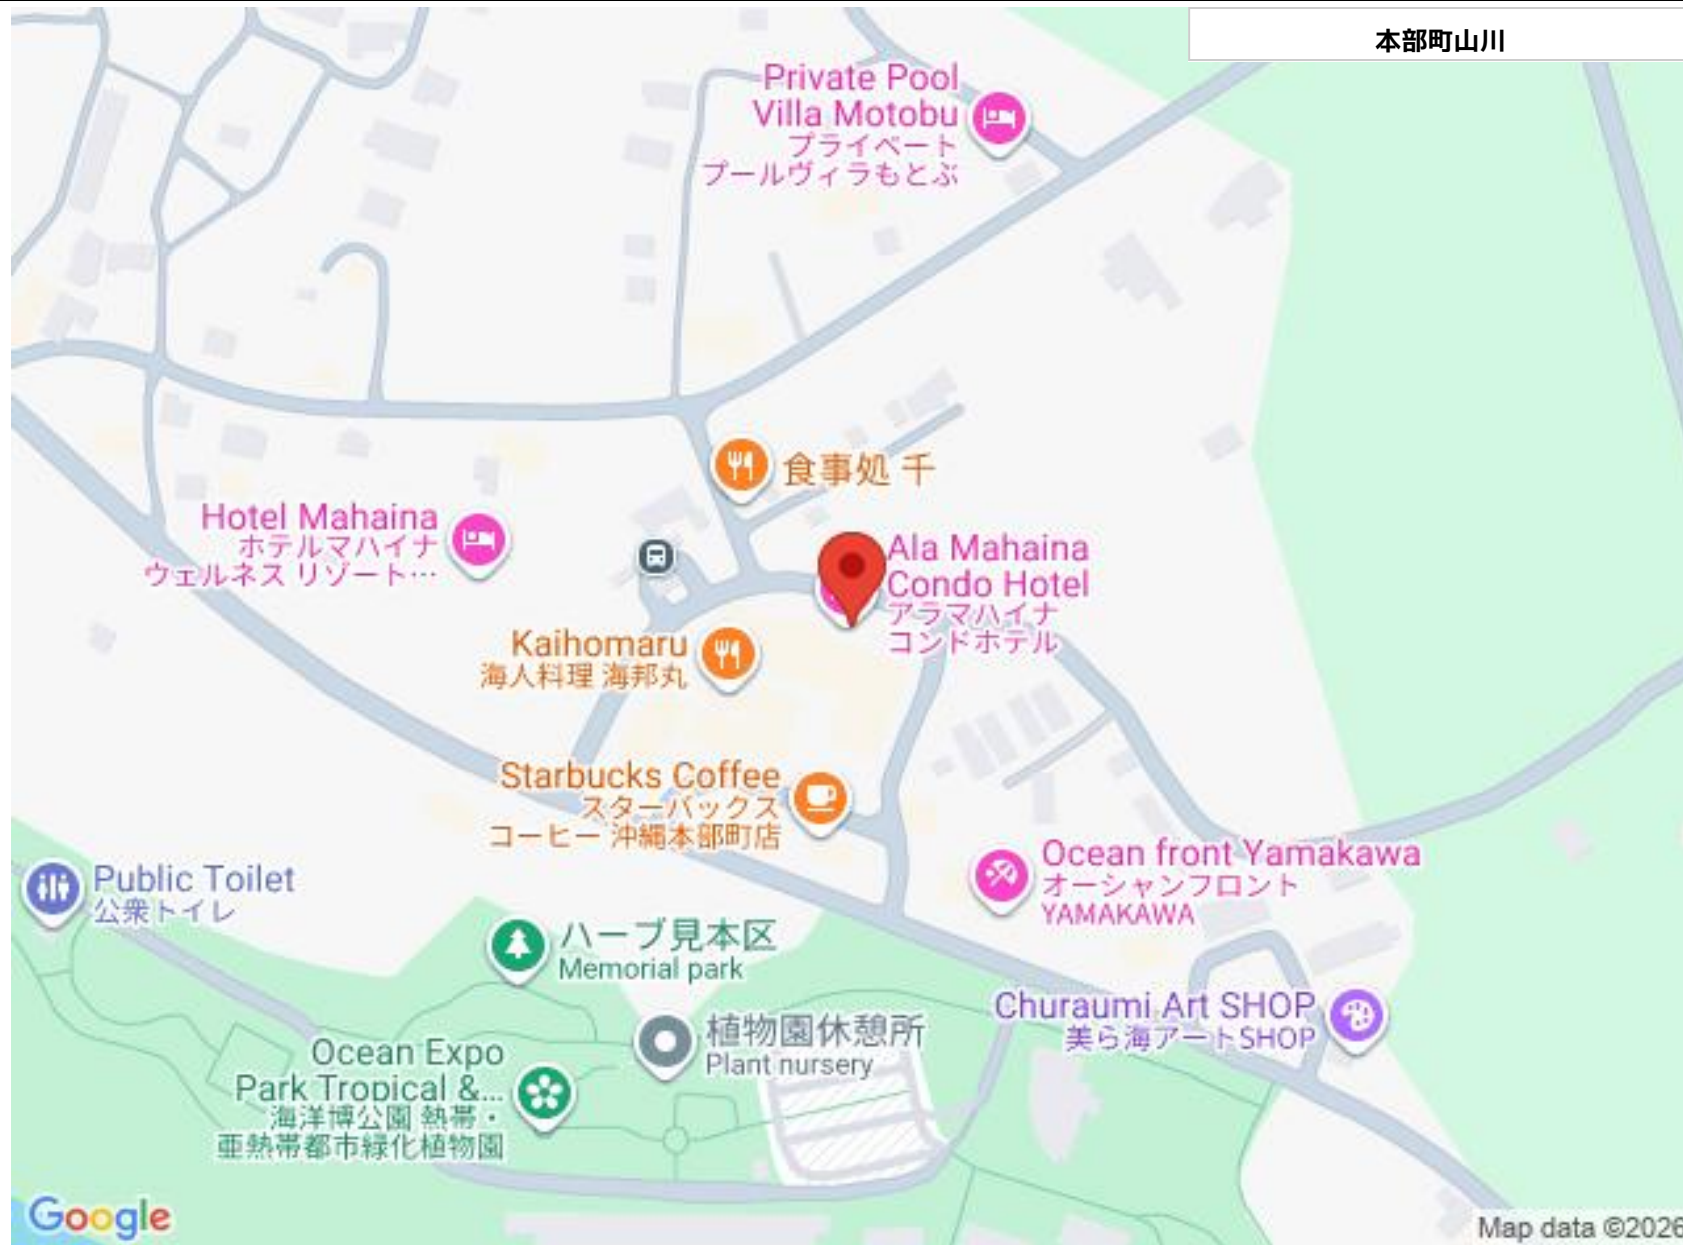 本部町山川
Private Pool
Villa Motobu
プライベート
プールヴィラもとぶ
食事処 千
Hotel Mahaina
ホテルマハイナ
ウェルネス リゾート…
Ala Mahaina
Condo Hotel
アラマハイナ
コンドホテル
Kaihomaru
海人料理 海邦丸
Starbucks Coffee
スターバックス
コーヒー 沖縄本部町店
Ocean front Yamakawa
オーシャンフロント
YAMAKAWA
Public Toilet
公衆トイレ
ハーブ見本区
Memorial park
Churaumi Art SHOP
美ら海アートSHOP
植物園休憩所
Plant nursery
Ocean Expo
Park Tropical &...
海洋博公園 熱帯・
亜熱帯都市緑化植物園
Google
Map data ©2026